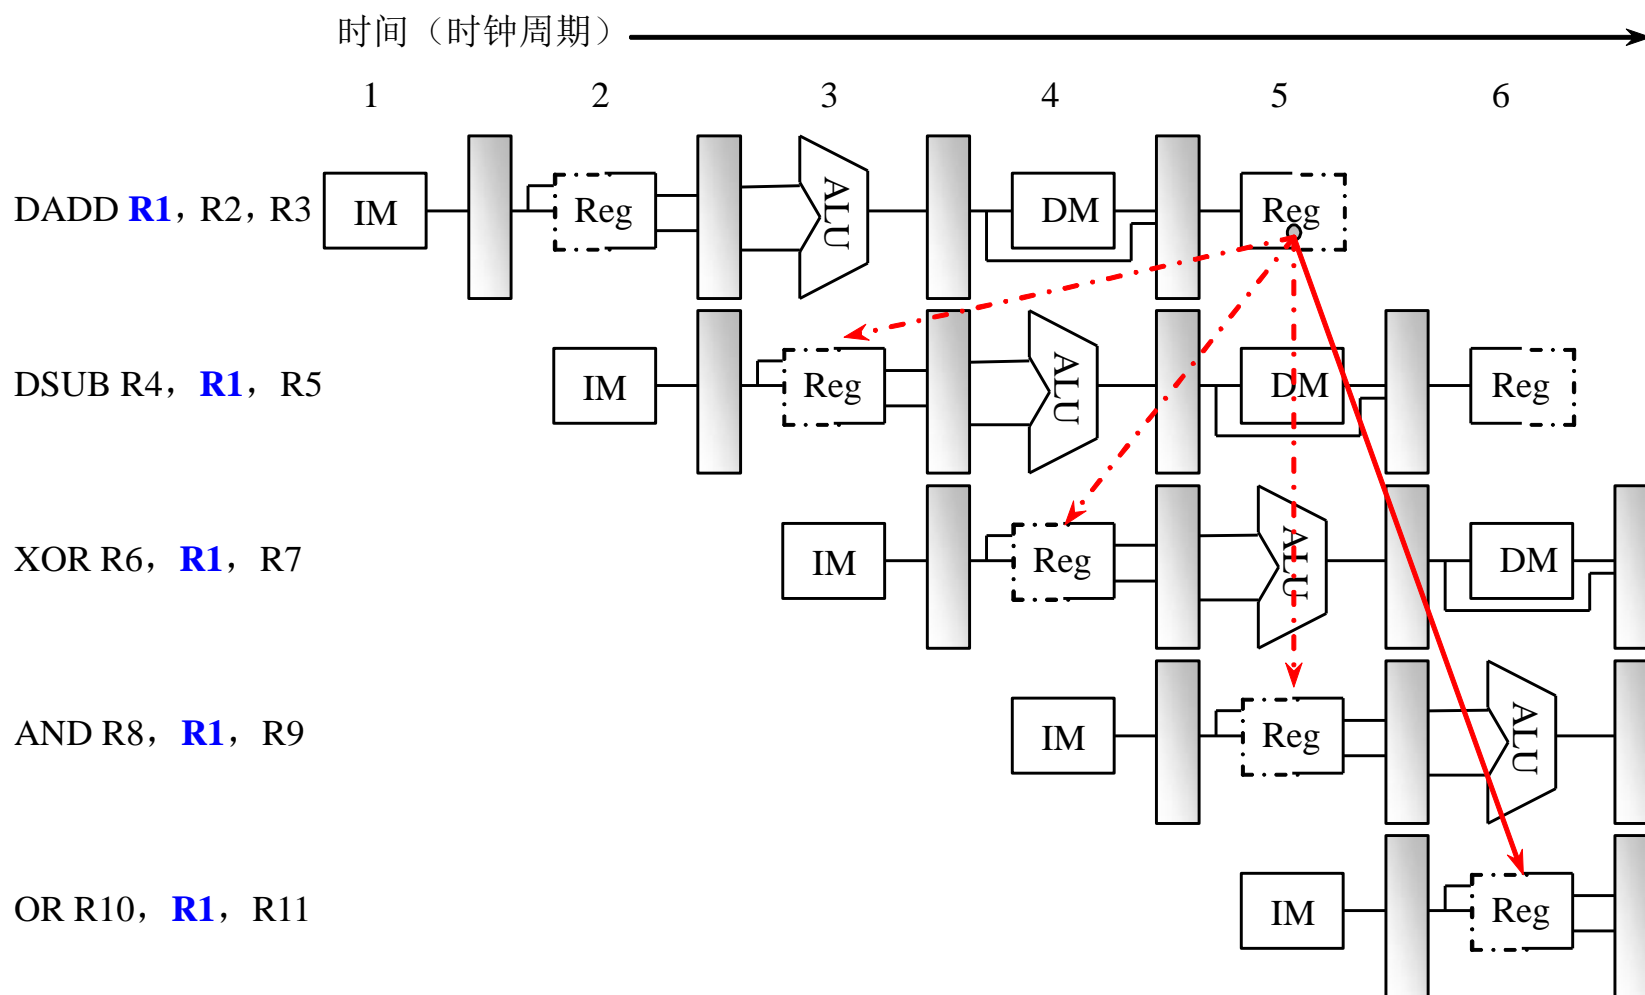 时间（时钟周期）
1 2 3 4 5 6
DADD R1，R2，R3 IM Reg ALU DM Reg
DSUB R4，R1，R5 IM Reg ALU DM Reg
XOR R6，R1，R7 IM Reg ALU DM
AND R8，R1，R9 IM Reg ALU
OR R10，R1，R11 IM Reg